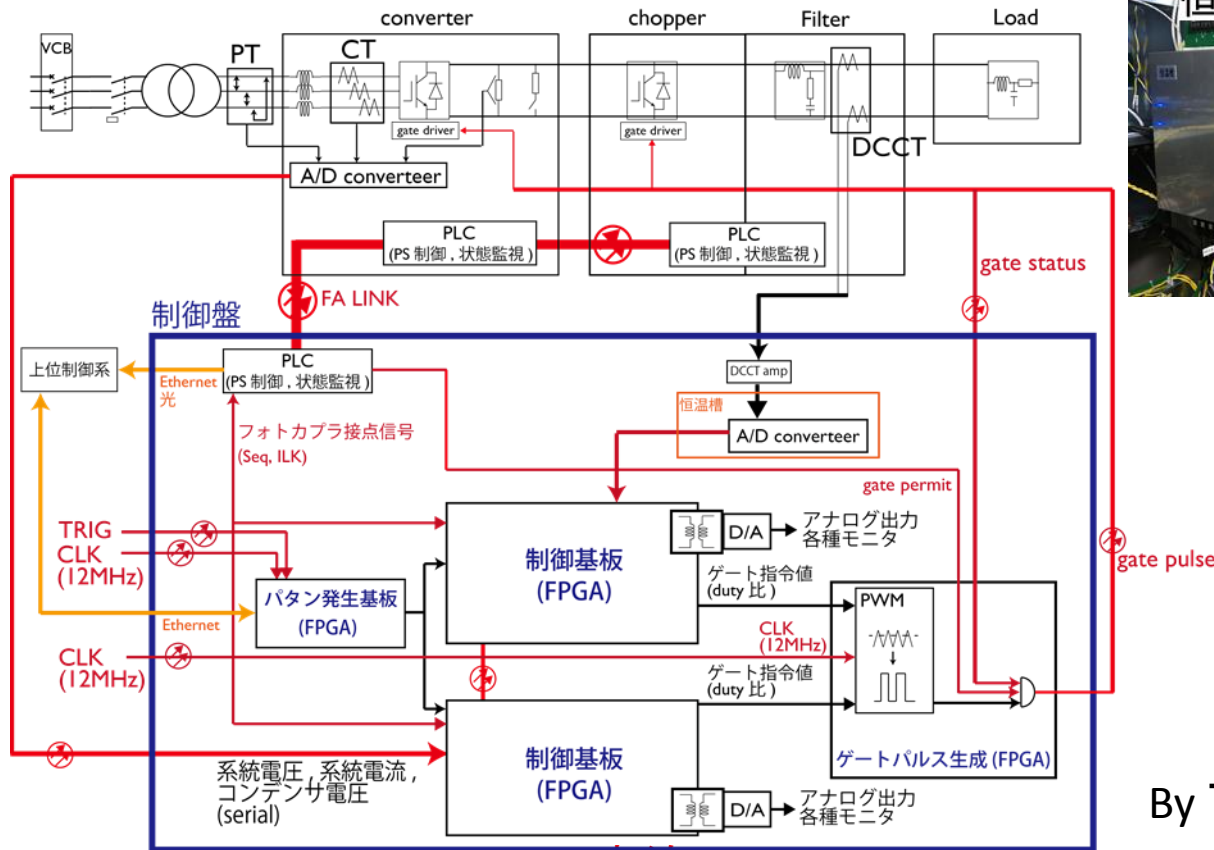 converter
chopper
Filter
Load
VCB
PT
CT
gate driver
gate driver
DCCT
A/D converteer
PLC
(PS 制御 , 状態監視 )
PLC
(PS 制御 , 状態監視 )
gate status
FA LINK
制御盤
上位制御系
Ethernet
光
PLC
(PS 制御 , 状態監視 )
DCCT amp
恒温槽
A/D converteer
フォトカプラ接点信号
(Seq, ILK)
gate permit
TRIG
CLK
(12MHz)
制御基板
(FPGA)
D/A
アナログ出力
各種モニタ
gate pulse
パタン発生基板
(FPGA)
ゲート指令値
(duty 比 )
PWM
Ethernet
CLK
(12MHz)
CLK
(12MHz)
ゲート指令値
(duty 比 )
制御基板
(FPGA)
ゲートパルス生成 (FPGA)
系統電圧 , 系統電流 ,
コンデンサ電圧
(serial)
D/A
アナログ出力
各種モニタ
By